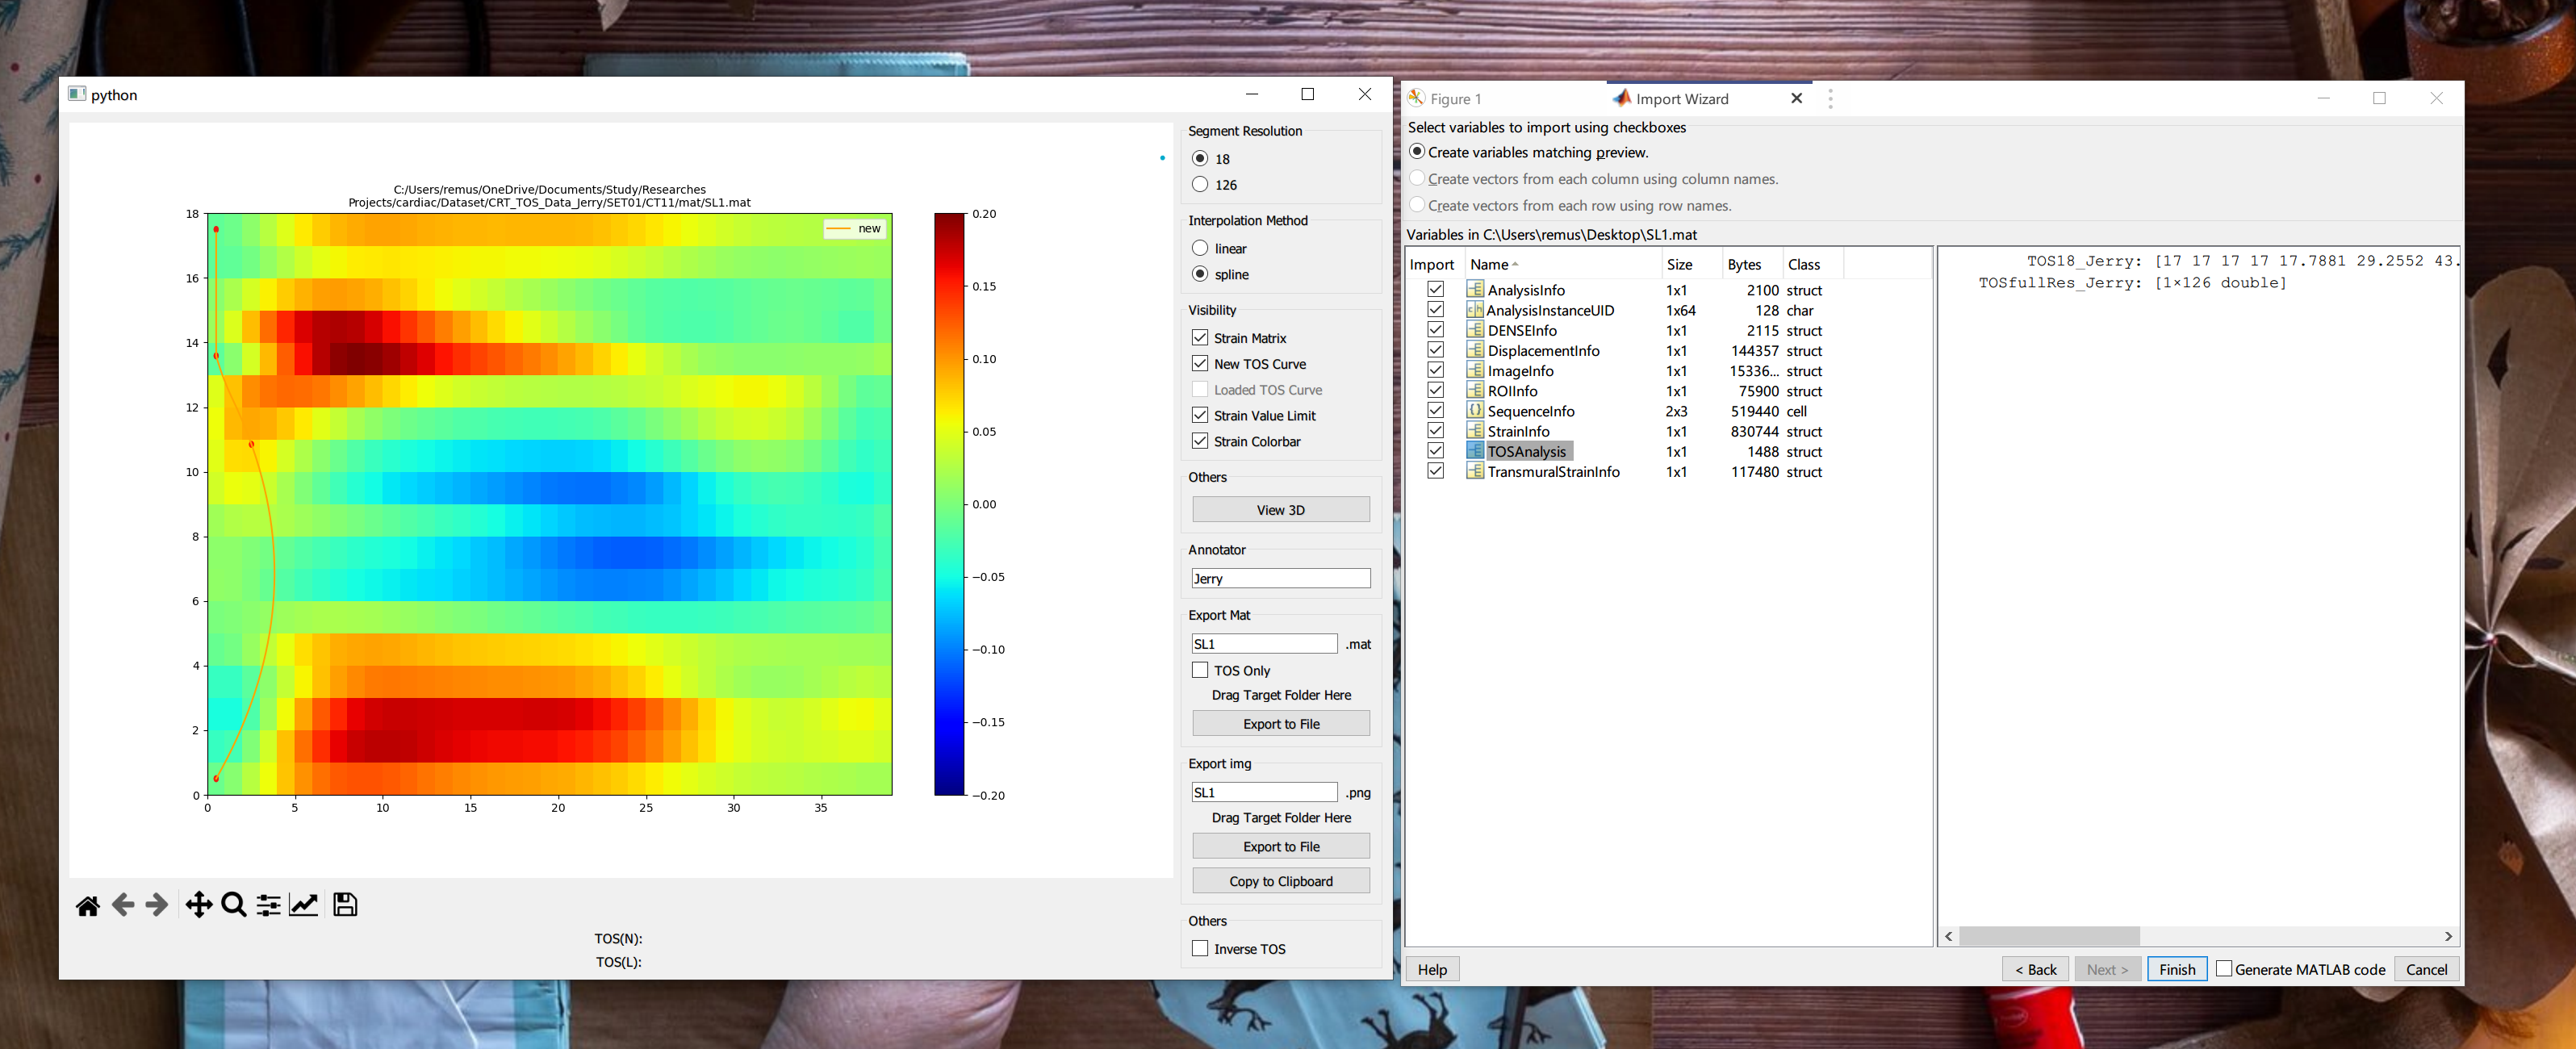 python
C:/Users/remus/OneDrive/Documents/Study/Researches
Projects/cardiac/Dataset/CRT_TOS_Data_Jerry/SET01/CT11/mat/SL1.mat
new
18
16
14
12
10
8
6
4
2
0
0 5 10 15 20 25 30 35
0.20
0.15
0.10
0.05
0.00
−0.05
−0.10
−0.15
−0.20
TOS(N):
TOS(L):
Segment Resolution
18
126
Interpolation Method
linear
spline
Visibility
Strain Matrix
New TOS Curve
Loaded TOS Curve
Strain Value Limit
Strain Colorbar
Others
View 3D
Annotator
Jerry
Export Mat
SL1 .mat
TOS Only
Drag Target Folder Here
Export to File
Export img
SL1 .png
Drag Target Folder Here
Export to File
Copy to Clipboard
Others
Inverse TOS
Figure 1 Import Wizard
Select variables to import using checkboxes
Create variables matching preview.
Create vectors from each column using column names.
Create vectors from each row using row names.
Variables in C:\Users\remus\Desktop\SL1.mat
Import Name Size Bytes Class
AnalysisInfo 1x1 2100 struct
AnalysisInstanceUID 1x64 128 char
DENSEInfo 1x1 2115 struct
DisplacementInfo 1x1 144357 struct
ImageInfo 1x1 15336... struct
ROIInfo 1x1 75900 struct
SequenceInfo 2x3 519440 cell
StrainInfo 1x1 830744 struct
TOSAnalysis 1x1 1488 struct
TransmuralStrainInfo 1x1 117480 struct
TOS18_Jerry: [17 17 17 17 17.7881 29.2552 43.
TOSfullRes_Jerry: [1×126 double]
Help < Back Next > Finish Generate MATLAB code Cancel